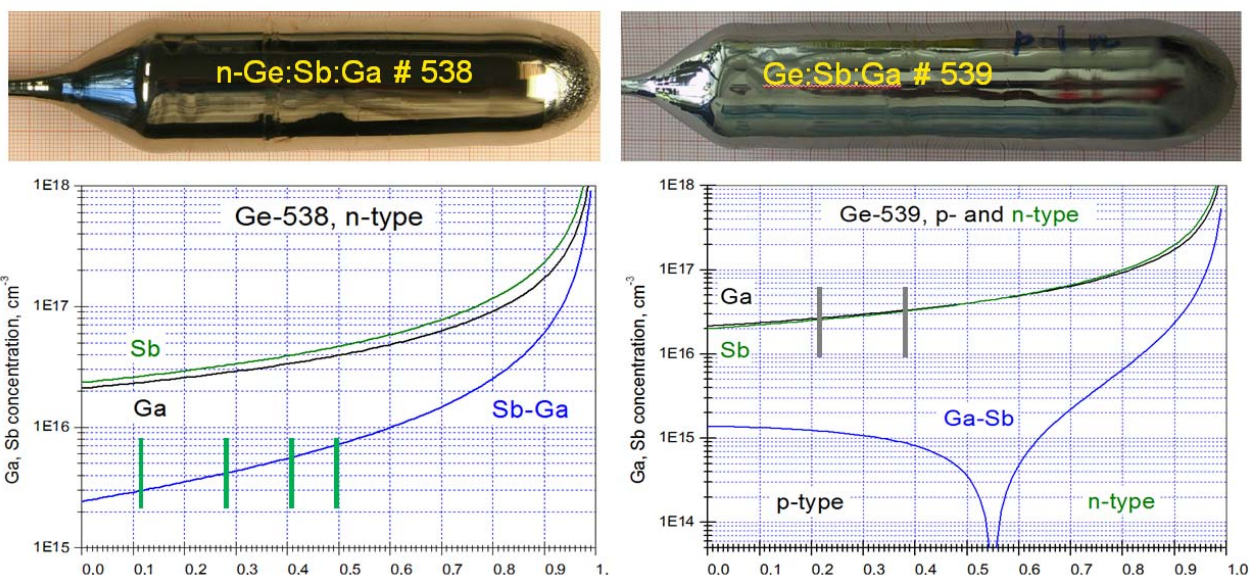 n-Ge:Sb:Ga # 538
Ge:Sb:Ga # 539
p i n
Ge-538, n-type
Ga, Sb concentration, cm-3
1E18
1E17
1E16
1E15
Sb
Ga
Sb-Ga
0.0 0.1 0.2 0.3 0.4 0.5 0.6 0.7 0.8 0.9 1.
Ge-539, p- and n-type
Ga, Sb concentration, cm-3
1E18
1E17
1E16
1E15
1E14
Ga
Sb
Ga-Sb
p-type
n-type
0.0 0.1 0.2 0.3 0.4 0.5 0.6 0.7 0.8 0.9 1.